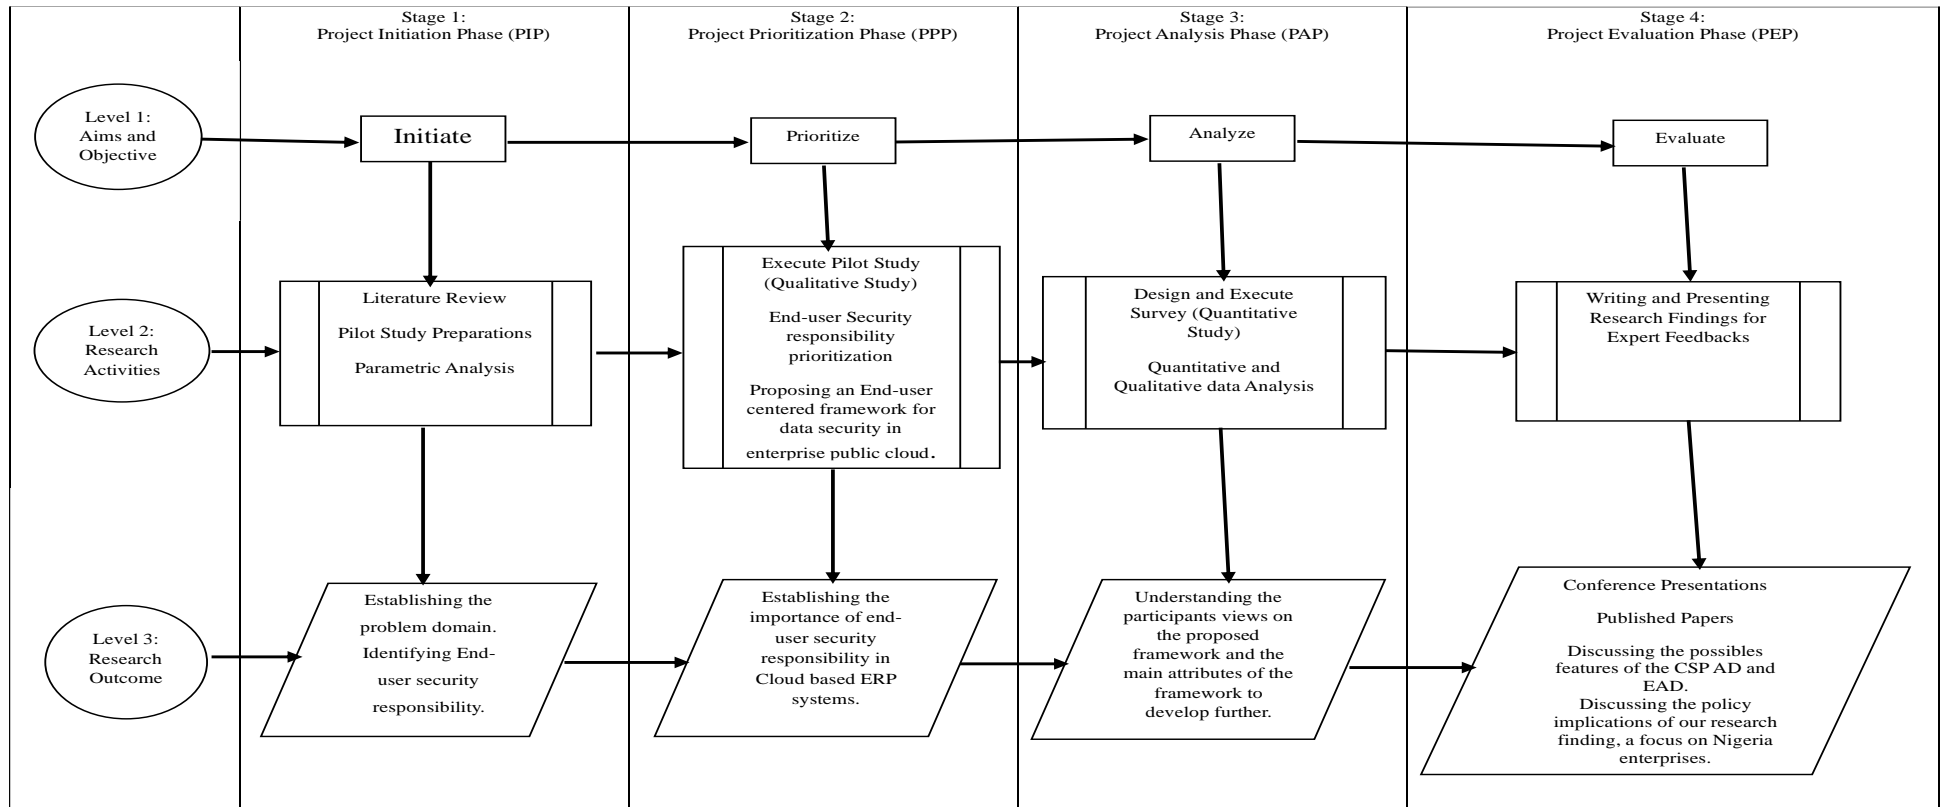 Stage 1:
Project Initiation Phase (PIP)
Stage 2:
Project Prioritization Phase (PPP)
Stage 3:
Project Analysis Phase (PAP)
Stage 4:
Project Evaluation Phase (PEP)
Level 1:
Aims and
Objective
Initiate
Prioritize
Analyze
Evaluate
Level 2:
Research
Activities
Literature Review
Pilot Study Preparations
Parametric Analysis
Execute Pilot Study
(Qualitative Study)
End-user Security
responsibility
prioritization
Proposing an End-user
centered framework for
data security in
enterprise public cloud.
Design and Execute
Survey (Quantitative
Study)
Quantitative and
Qualitative data Analysis
Writing and Presenting
Research Findings for
Expert Feedbacks
Level 3:
Research
Outcome
Establishing the
problem domain.
Identifying End-
user security
responsibility.
Establishing the
importance of end-
user security
responsibility in
Cloud based ERP
systems.
Understanding the
participants views on
the proposed
framework and the
main attributes of the
framework to
develop further.
Conference Presentations
Published Papers
Discussing the possibles
features of the CSP AD and
EAD.
Discussing the policy
implications of our research
finding, a focus on Nigeria
enterprises.